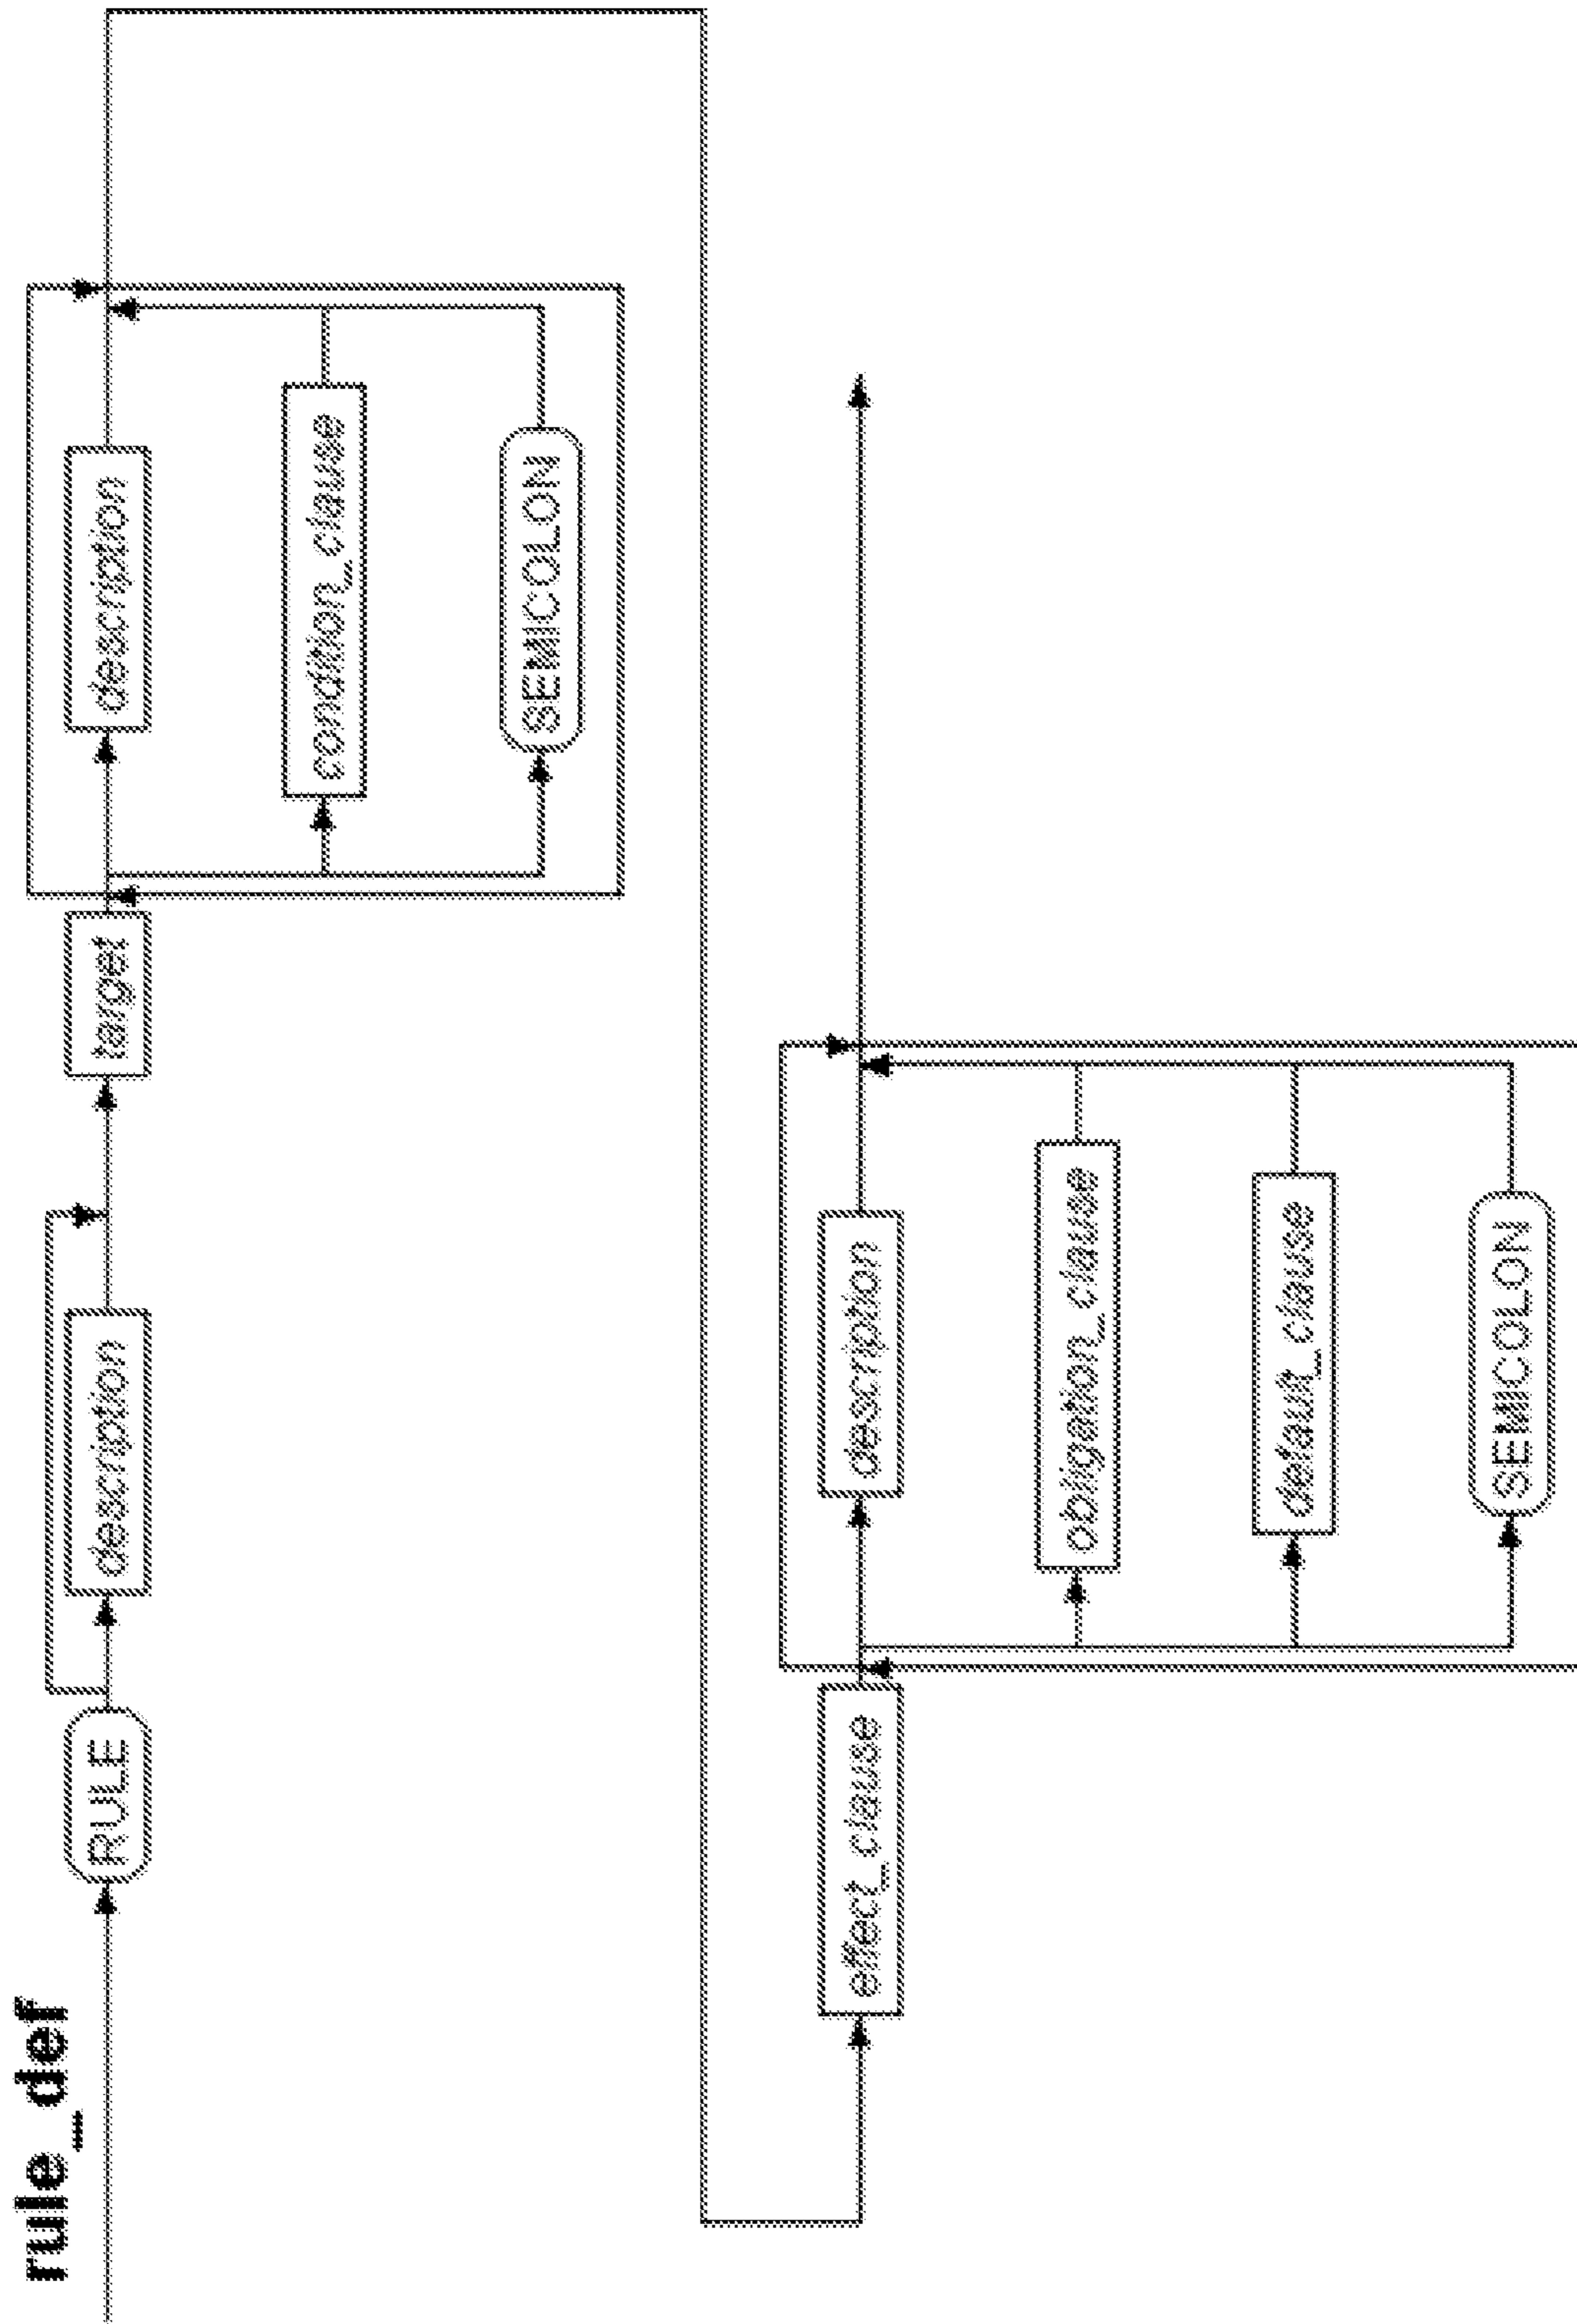 rule_def
RULE
description
target
description
condition_clause
SEMICOLON
effect_clause
description
obligation_clause
default_clause
SEMICOLON